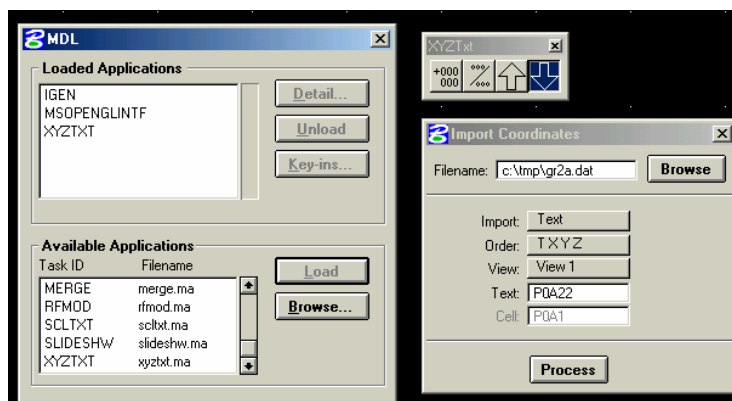 MDL
Loaded Applications
IGEN
MSOPENGLINTF
XYZTXT
Detail...
Unload
Key-ins...
Available Applications
Task ID Filename
MERGE merge.ma
RFMOD rfmod.ma
SCLTXT scltxt.ma
SLIDESHW slideshw.ma
XYZTXT xyztxt.ma
Load
Browse...
XYZTxt
+000 000/
000 /000
Import Coordinates
Filename: c:\tmp\gr2a.dat Browse
Import: Text
Order: T X Y Z
View: View 1
Text: P0A22
Cell: P0A1
Process